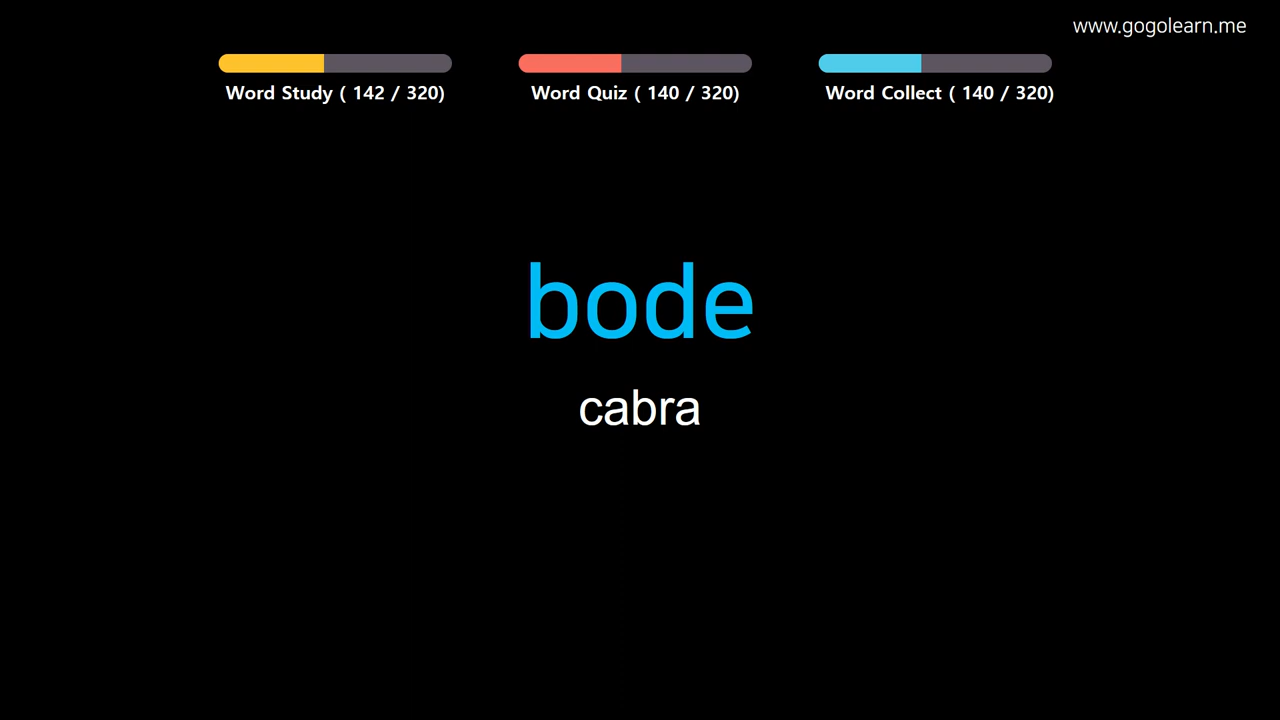 www.gogolearn.me
Word Study ( 142 / 320)
Word Quiz ( 140 / 320)
Word Collect ( 140 / 320)
bode
cabra